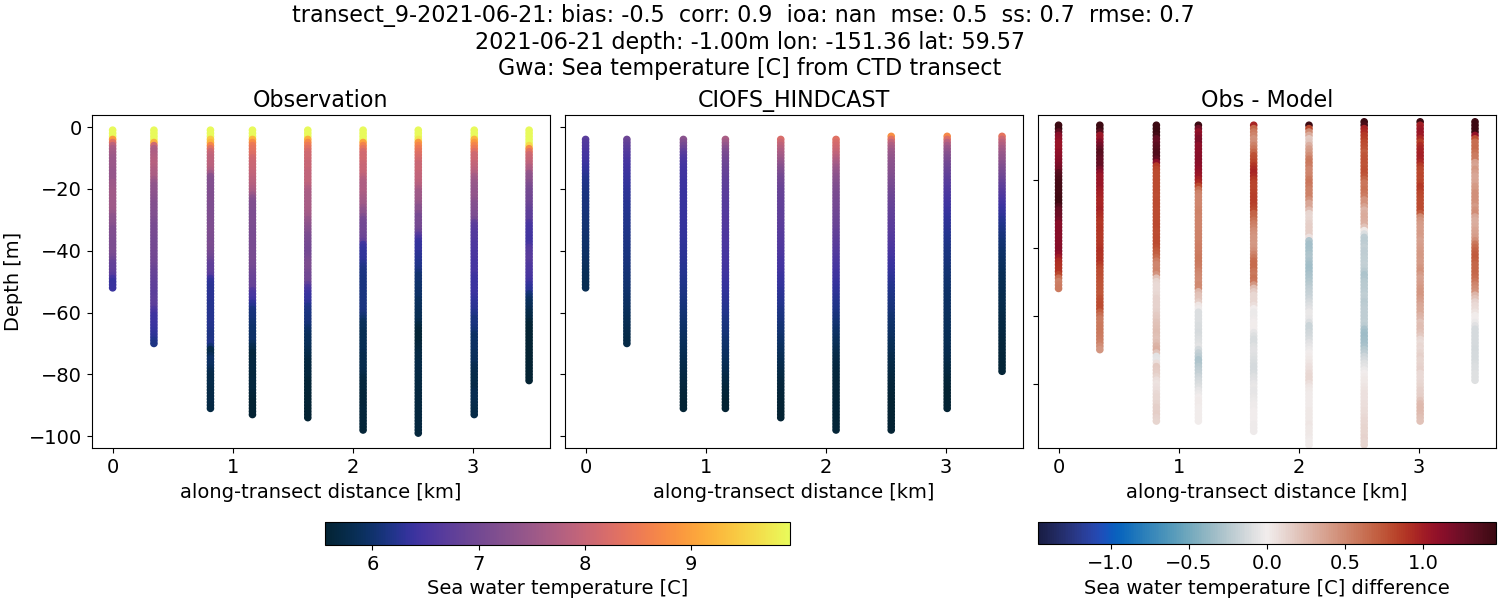 transect_9-2021-06-21: bias: -0.5  corr: 0.9  ioa: nan  mse: 0.5  ss: 0.7  rmse: 0.7
2021-06-21 depth: -1.00m lon: -151.36 lat: 59.57
Gwa: Sea temperature [C] from CTD transect
Observation
CIOFS_HINDCAST
Obs - Model
Depth [m]
0
−20
−40
−60
−80
−100
0 1 2 3
0 1 2 3
0 1 2 3
along-transect distance [km]
along-transect distance [km]
along-transect distance [km]
6 7 8 9
Sea water temperature [C]
−1.0 −0.5 0.0 0.5 1.0
Sea water temperature [C] difference